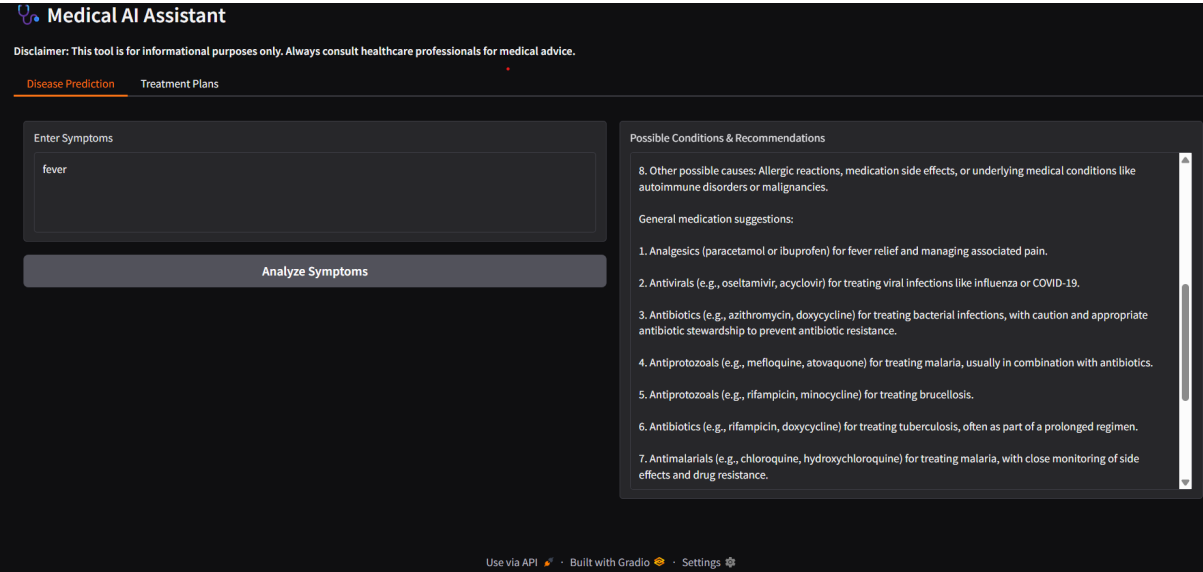 Medical AI Assistant
Disclaimer: This tool is for informational purposes only. Always consult healthcare professionals for medical advice.
Disease Prediction
Treatment Plans
Enter Symptoms
fever
Analyze Symptoms
Possible Conditions & Recommendations
8. Other possible causes: Allergic reactions, medication side effects, or underlying medical conditions like
autoimmune disorders or malignancies.
General medication suggestions:
1. Analgesics (paracetamol or ibuprofen) for fever relief and managing associated pain.
2. Antivirals (e.g., oseltamivir, acyclovir) for treating viral infections like influenza or COVID-19.
3. Antibiotics (e.g., azithromycin, doxycycline) for treating bacterial infections, with caution and appropriate
antibiotic stewardship to prevent antibiotic resistance.
4. Antiprotozoals (e.g., mefloquine, atovaquone) for treating malaria, usually in combination with antibiotics.
5. Antiprotozoals (e.g., rifampicin, minocycline) for treating brucellosis.
6. Antibiotics (e.g., rifampicin, doxycycline) for treating tuberculosis, often as part of a prolonged regimen.
7. Antimalarials (e.g., chloroquine, hydroxychloroquine) for treating malaria, with close monitoring of side
effects and drug resistance.
Use via API · Built with Gradio · Settings